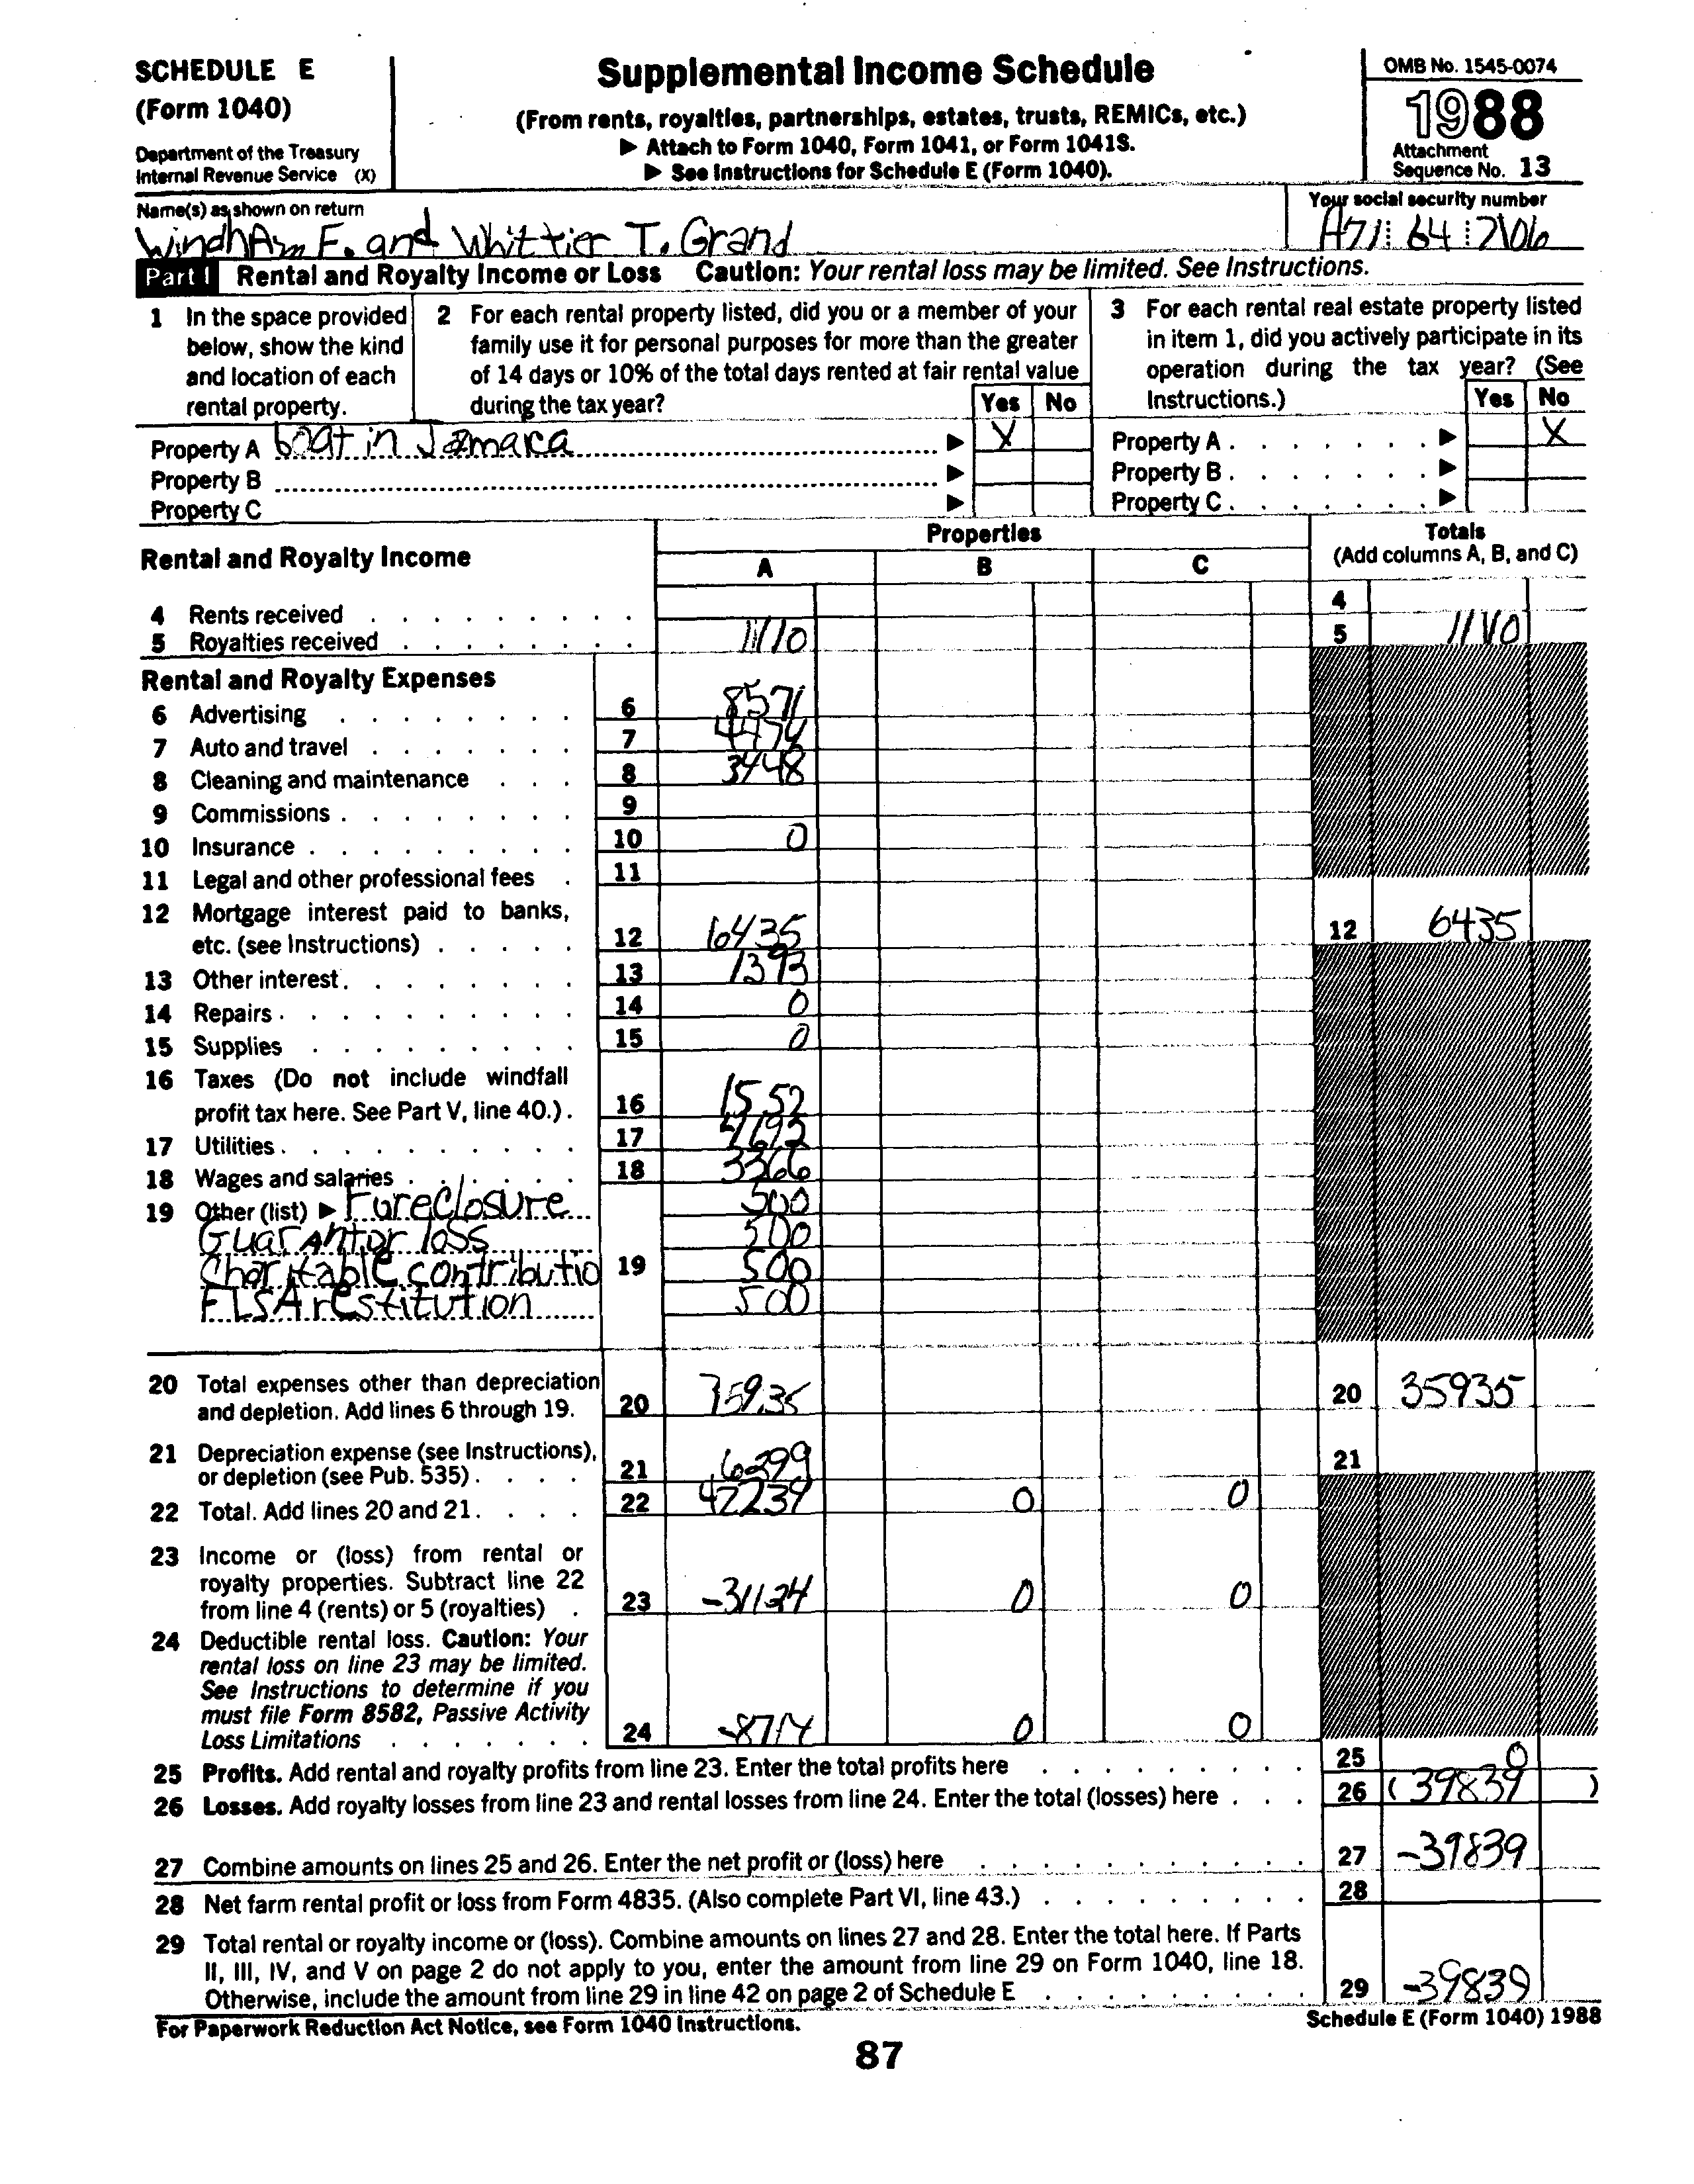 SCHEDULE E
(Form 1040)
Department of the Treasury
Internal Revenue Service (X)
Supplemental Income Schedule
(From rents, royalties, partnerships, estates, trusts, REMICs, etc.)
▶ Attach to Form 1040, Form 1041, or Form 1041S.
▶ See Instructions for Schedule E (Form 1040).
OMB No. 1545-0074
1988
Attachment
Sequence No. 13
Name(s) as shown on return
Your social security number
WindhAm F. and Whittier T. Grand
A71 64 2106
Part I Rental and Royalty Income or Loss Caution: Your rental loss may be limited. See Instructions.
1 In the space provided below, show the kind and location of each rental property.
2 For each rental property listed, did you or a member of your family use it for personal purposes for more than the greater of 14 days or 10% of the total days rented at fair rental value during the tax year?
Yes No
3 For each rental real estate property listed in item 1, did you actively participate in its operation during the tax year? (See Instructions.)
Yes No
Property A boat in Jamaca ▶ X
Property A ▶ X
Property B ▶
Property B ▶
Property C ▶
Property C ▶
Rental and Royalty Income
Properties
A B C
Totals
(Add columns A, B, and C)
4 Rents received 4
5 Royalties received 1110 5 1110
Rental and Royalty Expenses
6 Advertising 6 8571
7 Auto and travel 7 4474
8 Cleaning and maintenance 8 3448
9 Commissions 9
10 Insurance 10 0
11 Legal and other professional fees 11
12 Mortgage interest paid to banks,
etc. (see Instructions) 12 6435 12 6435
13 Other interest 13 1393
14 Repairs 14 0
15 Supplies 15 0
16 Taxes (Do not include windfall
profit tax here. See Part V, line 40.) 16 1552
17 Utilities 17
18 Wages and salaries 18 3366
19 Other (list) ▶ Foreclosure 500
GuarAntor loss 500
Charitable contributio 19 500
FLSA restitution 500
20 Total expenses other than depreciation
and depletion. Add lines 6 through 19. 20 35935 20 35935
21 Depreciation expense (see Instructions),
or depletion (see Pub. 535) 21 6299 21
22 Total. Add lines 20 and 21. 22 42239 0 0
23 Income or (loss) from rental or
royalty properties. Subtract line 22
from line 4 (rents) or 5 (royalties) 23 -31124 0 0
24 Deductible rental loss. Caution: Your
rental loss on line 23 may be limited.
See Instructions to determine if you
must file Form 8582, Passive Activity
Loss Limitations 24 -8714 0 0
25 Profits. Add rental and royalty profits from line 23. Enter the total profits here 25 0
26 Losses. Add royalty losses from line 23 and rental losses from line 24. Enter the total (losses) here 26 (39839)
27 Combine amounts on lines 25 and 26. Enter the net profit or (loss) here 27 -39839
28 Net farm rental profit or loss from Form 4835. (Also complete Part VI, line 43.) 28
29 Total rental or royalty income or (loss). Combine amounts on lines 27 and 28. Enter the total here. If Parts
II, III, IV, and V on page 2 do not apply to you, enter the amount from line 29 on Form 1040, line 18.
Otherwise, include the amount from line 29 in line 42 on page 2 of Schedule E 29 -39839
For Paperwork Reduction Act Notice, see Form 1040 Instructions.
Schedule E (Form 1040) 1988
87